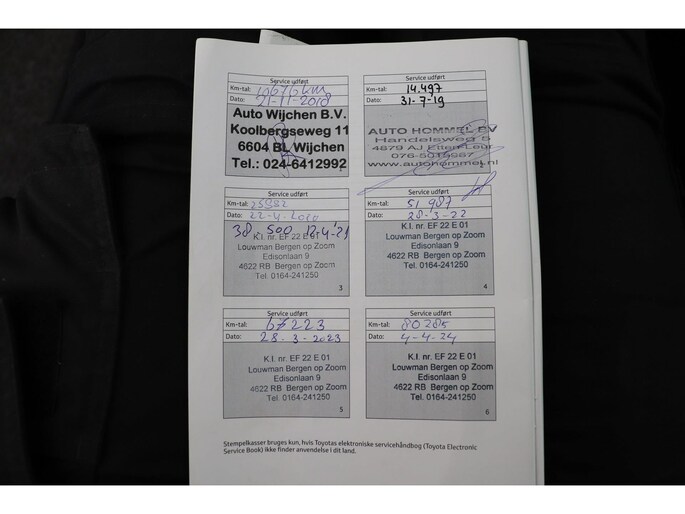 Service udført
Km-tal: 10676 km
Dato: 21-11-2018
Auto Wijchen B.V.
Koolbergseweg 11
6604 BL Wijchen
Tel.: 024-6412992
1
Service udført
Km-tal: 14.497
Dato: 31-7-19
AUTO HOMMEL BV
Handelsweg 5
4879 AJ Etten-Leur
www.autohommel.nl
Service udført
Km-tal:
Dato: 22-4-2020
38.500 12.4'21
K.I. nr. EF 22 E 01
Louwman Bergen op Zoom
Edisonlaan 9
4622 RB Bergen op Zoom
Tel. 0164-241250
3
Service udført
Km-tal: 51 987
Dato: 28-3-22
K.I. nr. EF 22 E 01
Louwman Bergen op Zoom
Edisonlaan 9
4622 RB Bergen op Zoom
Tel. 0164-241250
4
Service udført
Km-tal: 67223
Dato: 28-3-2023
K.I. nr. EF 22 E 01
Louwman Bergen op Zoom
Edisonlaan 9
4622 RB Bergen op Zoom
Tel. 0164-241250
5
Service udført
Km-tal: 80285
Dato: 4-4-24
K.I. nr. EF 22 E 01
Louwman Bergen op Zoom
Edisonlaan 9
4622 RB Bergen op Zoom
Tel. 0164-241250
6
Stempelkasser bruges kun, hvis Toyotas elektroniske servicehåndbog (Toyota Electronic
Service Book) ikke finder anvendelse i dit land.